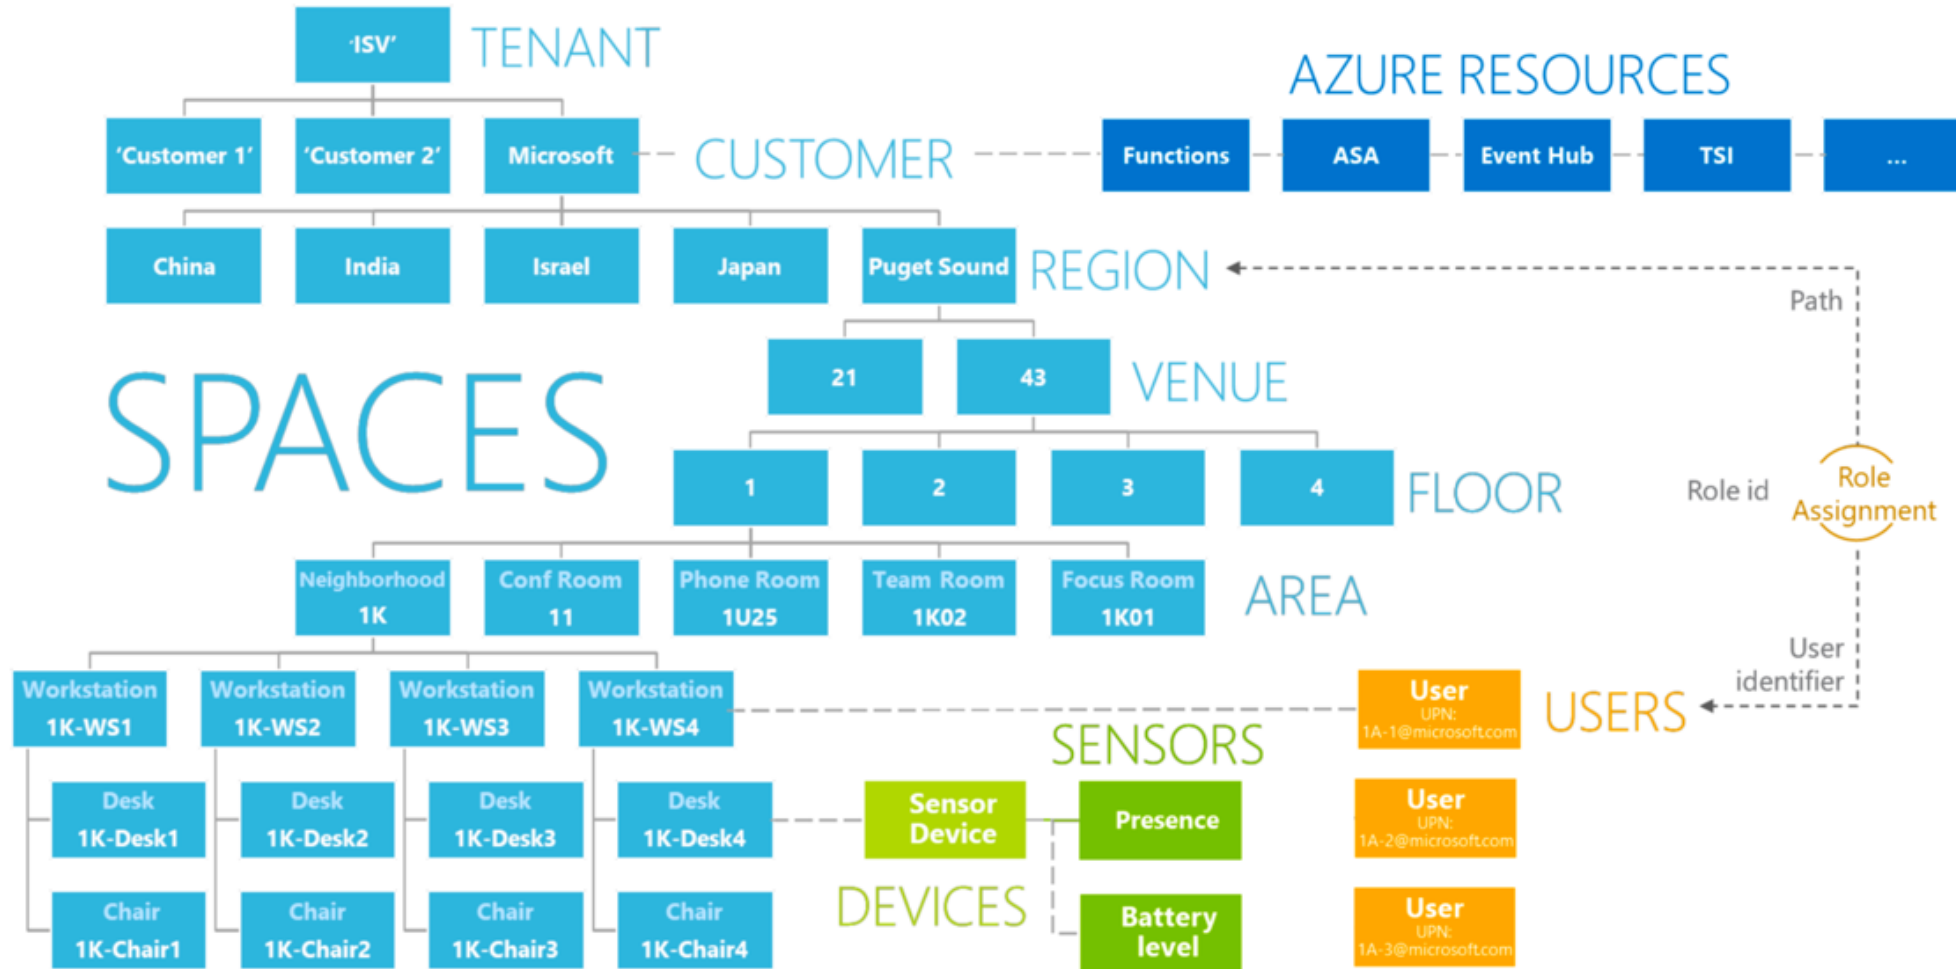 'ISV'
TENANT
AZURE RESOURCES
'Customer 1'
'Customer 2'
Microsoft
CUSTOMER
Functions
ASA
Event Hub
TSI
...
China
India
Israel
Japan
Puget Sound
REGION
Path
SPACES
21
43
VENUE
1
2
3
4
FLOOR
Role id
Role
Assignment
Neighborhood
1K
Conf Room
11
Phone Room
1U25
Team Room
1K02
Focus Room
1K01
AREA
User
identifier
Workstation
1K-WS1
Workstation
1K-WS2
Workstation
1K-WS3
Workstation
1K-WS4
User
UPN:
1A-1@microsoft.com
USERS
SENSORS
Desk
1K-Desk1
Desk
1K-Desk2
Desk
1K-Desk3
Desk
1K-Desk4
Sensor
Device
Presence
User
UPN:
1A-2@microsoft.com
DEVICES
Chair
1K-Chair1
Chair
1K-Chair2
Chair
1K-Chair3
Chair
1K-Chair4
Battery
level
User
UPN:
1A-3@microsoft.com